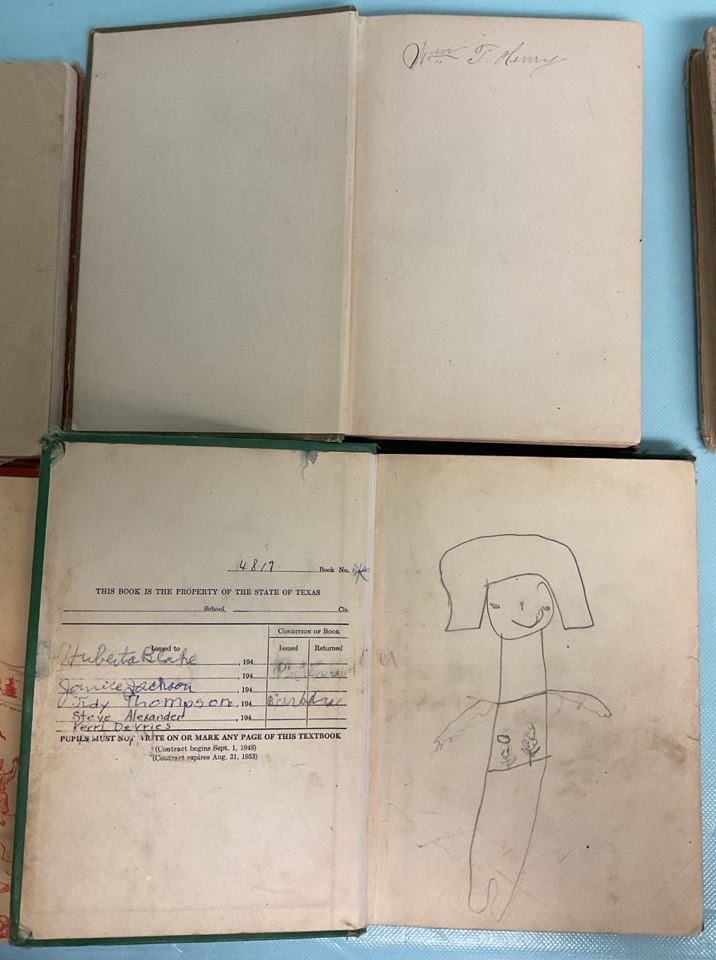 Wm T. Henry
4817 Book No.
THIS BOOK IS THE PROPERTY OF THE STATE OF TEXAS
School, Co.
CONDITION OF BOOK
Issued to Issued Returned
Huberta Blake, 194
Janice Jackson, 194
Judy Thompson, 194
Steve Alexander, 194
Perri DeVries
PUPILS MUST NOT WRITE ON OR MARK ANY PAGE OF THIS TEXTBOOK
(Contract begins Sept. 1, 1948)
(Contract expires Aug. 31, 1953)